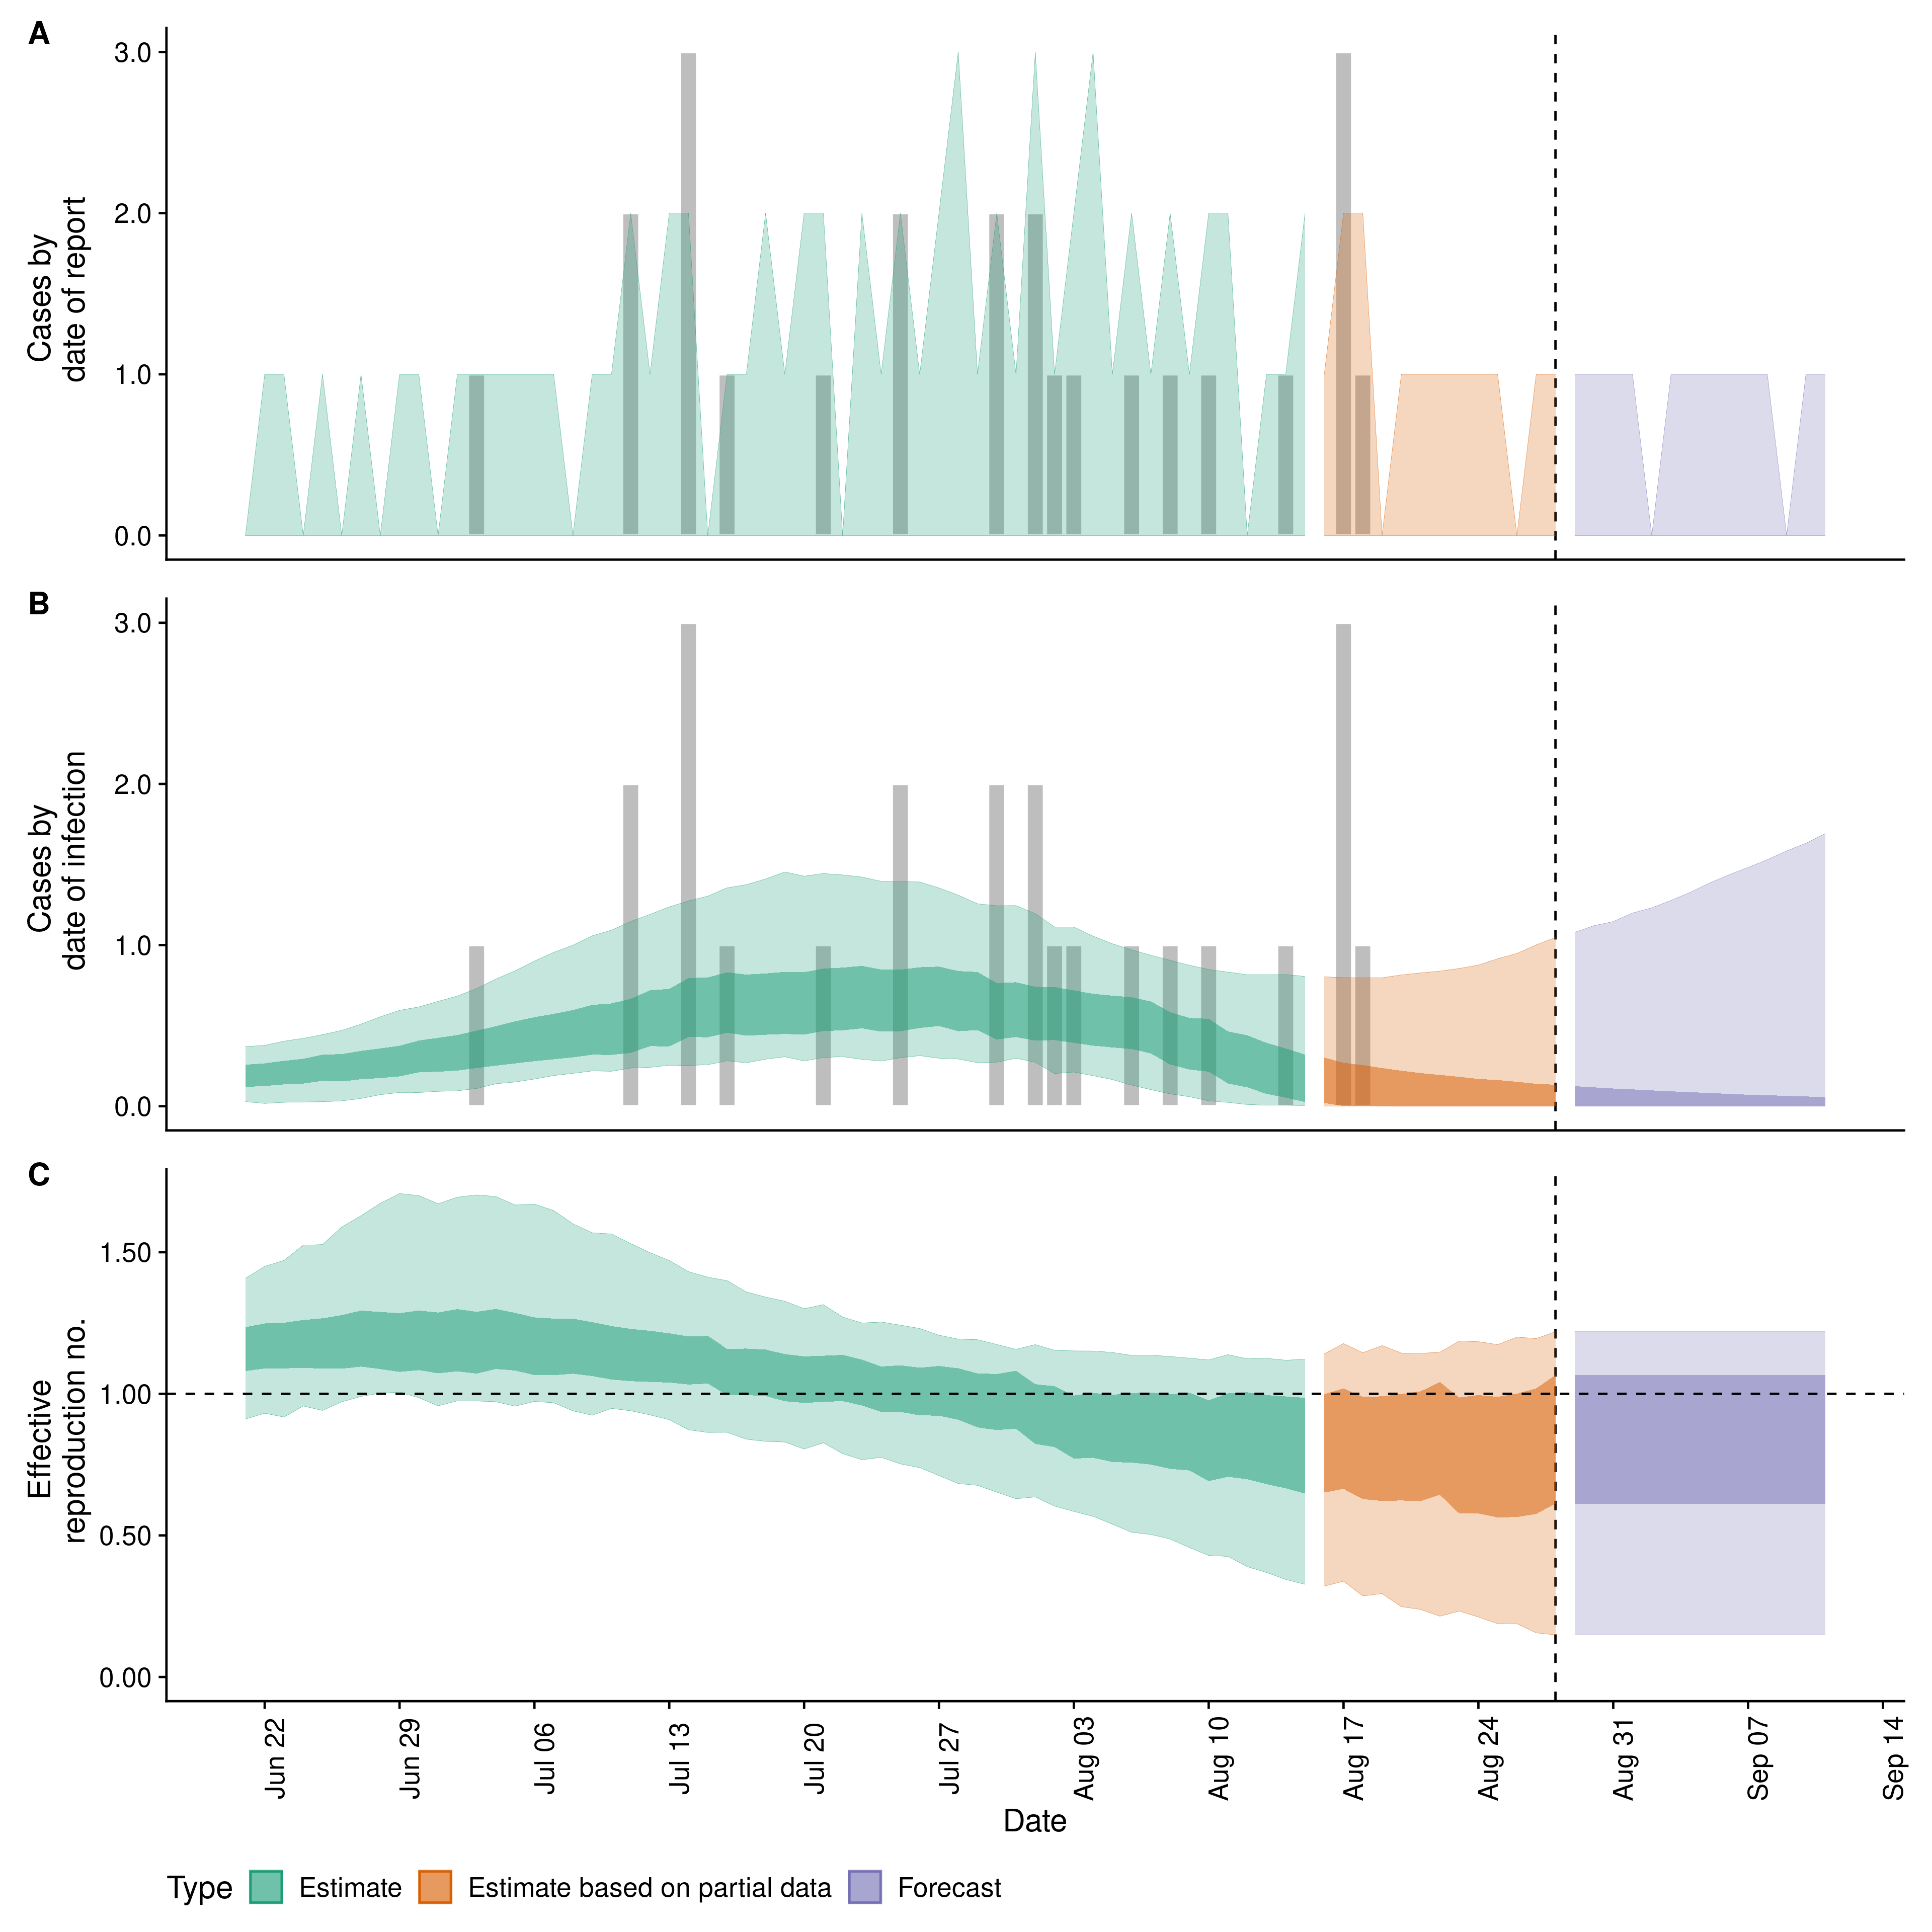 A
3.0
2.0
1.0
0.0
Cases by
date of report
B
3.0
2.0
1.0
0.0
Cases by
date of infection
C
1.50
1.00
0.50
0.00
Effective
reproduction no.
Jun 22
Jun 29
Jul 06
Jul 13
Jul 20
Jul 27
Aug 03
Aug 10
Aug 17
Aug 24
Aug 31
Sep 07
Sep 14
Date
Type Estimate Estimate based on partial data Forecast